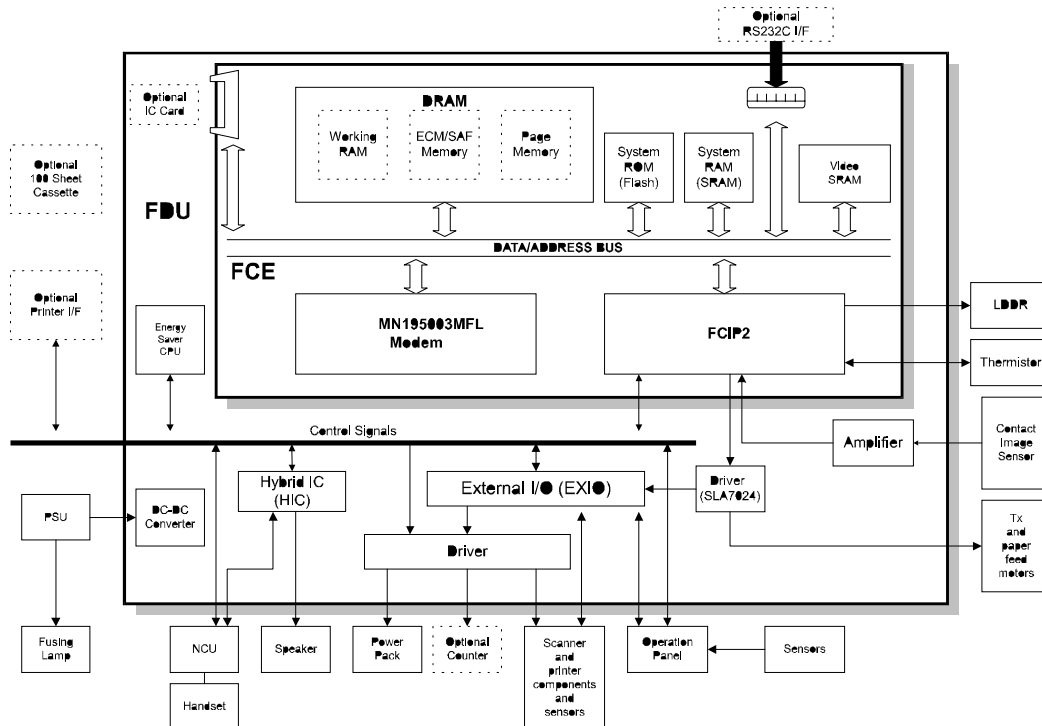 Optional
RS232C I/F
Optional
IC Card
DRAM
Working
RAM
ECM/SAF
Memory
Page
Memory
System
ROM
(Flash)
System
RAM
(SRAM)
Video
SRAM
Optional
100 Sheet
Cassette
FDU
DATA/ADDRESS BUS
FCE
Optional
Printer I/F
Energy
Saver
CPU
MN195003MFL
Modem
FCIP2
LDDR
Thermistor
Control Signals
Amplifier
Contact
Image
Sensor
Hybrid IC
(HIC)
External I/O (EXIO)
Driver
(SLA7024)
PSU
DC-DC
Converter
Driver
Tx
and
paper
feed
motors
Fusing
Lamp
NCU
Speaker
Power
Pack
Optional
Counter
Scanner
and
printer
components
and
sensors
Operation
Panel
Sensors
Handset